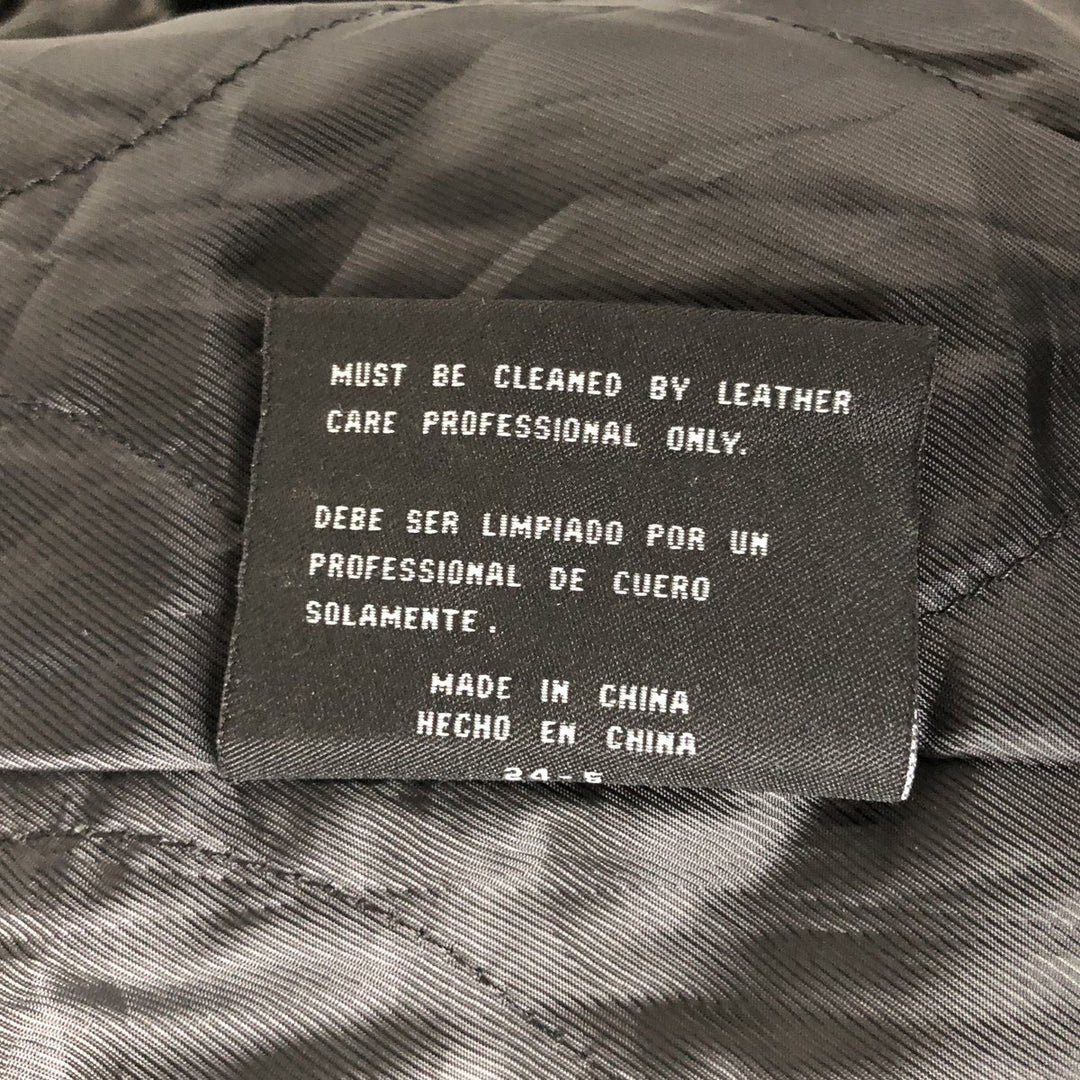 MUST BE CLEANED BY LEATHER
CARE PROFESSIONAL ONLY.
DEBE SER LIMPIADO POR UN
PROFESSIONAL DE CUERO
SOLAMENTE.
MADE IN CHINA
HECHO EN CHINA